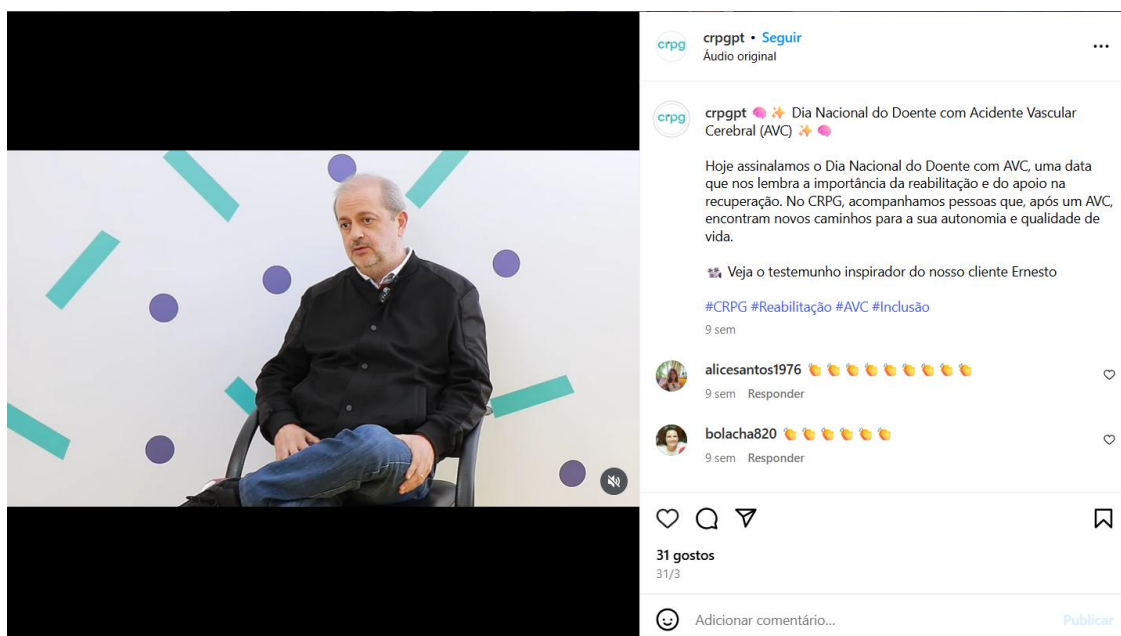 crpg
crpgpt • Seguir
Áudio original
crpg
crpgpt 🧠 ✨ Dia Nacional do Doente com Acidente Vascular
Cerebral (AVC) ✨ 🧠
Hoje assinalamos o Dia Nacional do Doente com AVC, uma data
que nos lembra a importância da reabilitação e do apoio na
recuperação. No CRPG, acompanhamos pessoas que, após um AVC,
encontram novos caminhos para a sua autonomia e qualidade de
vida.
📽️ Veja o testemunho inspirador do nosso cliente Ernesto
#CRPG #Reabilitação #AVC #Inclusão
9 sem
alicesantos1976 👏👏👏👏👏👏👏👏👏
9 sem Responder
bolacha820 👏👏👏👏👏👏
9 sem Responder
31 gostos
31/3
Adicionar comentário... Publicar